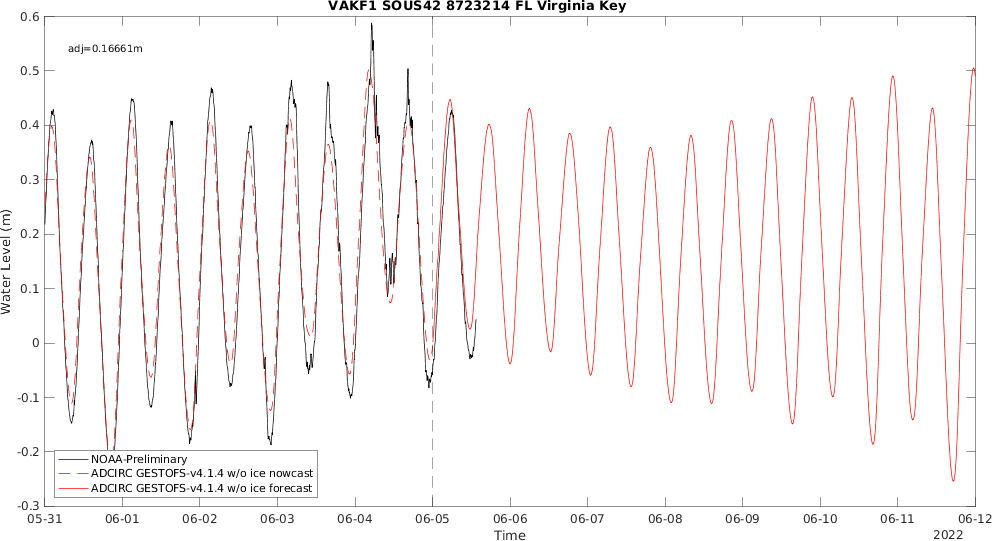 VAKF1 SOUS42 8723214 FL Virginia Key
adj=0.16661m
Water Level (m)
0.6
0.5
0.4
0.3
0.2
0.1
0
-0.1
-0.2
-0.3
NOAA-Preliminary
ADCIRC GESTOFS-v4.1.4 w/o ice nowcast
ADCIRC GESTOFS-v4.1.4 w/o ice forecast
05-31 06-01 06-02 06-03 06-04 06-05 06-06 06-07 06-08 06-09 06-10 06-11 06-12
Time
2022